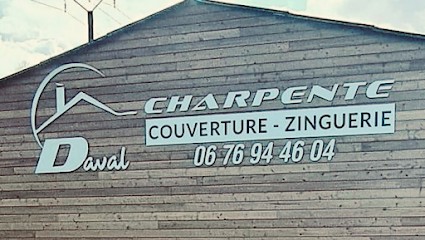 CHARPENTE
COUVERTURE - ZINGUERIE
Daval
06 76 94 46 04